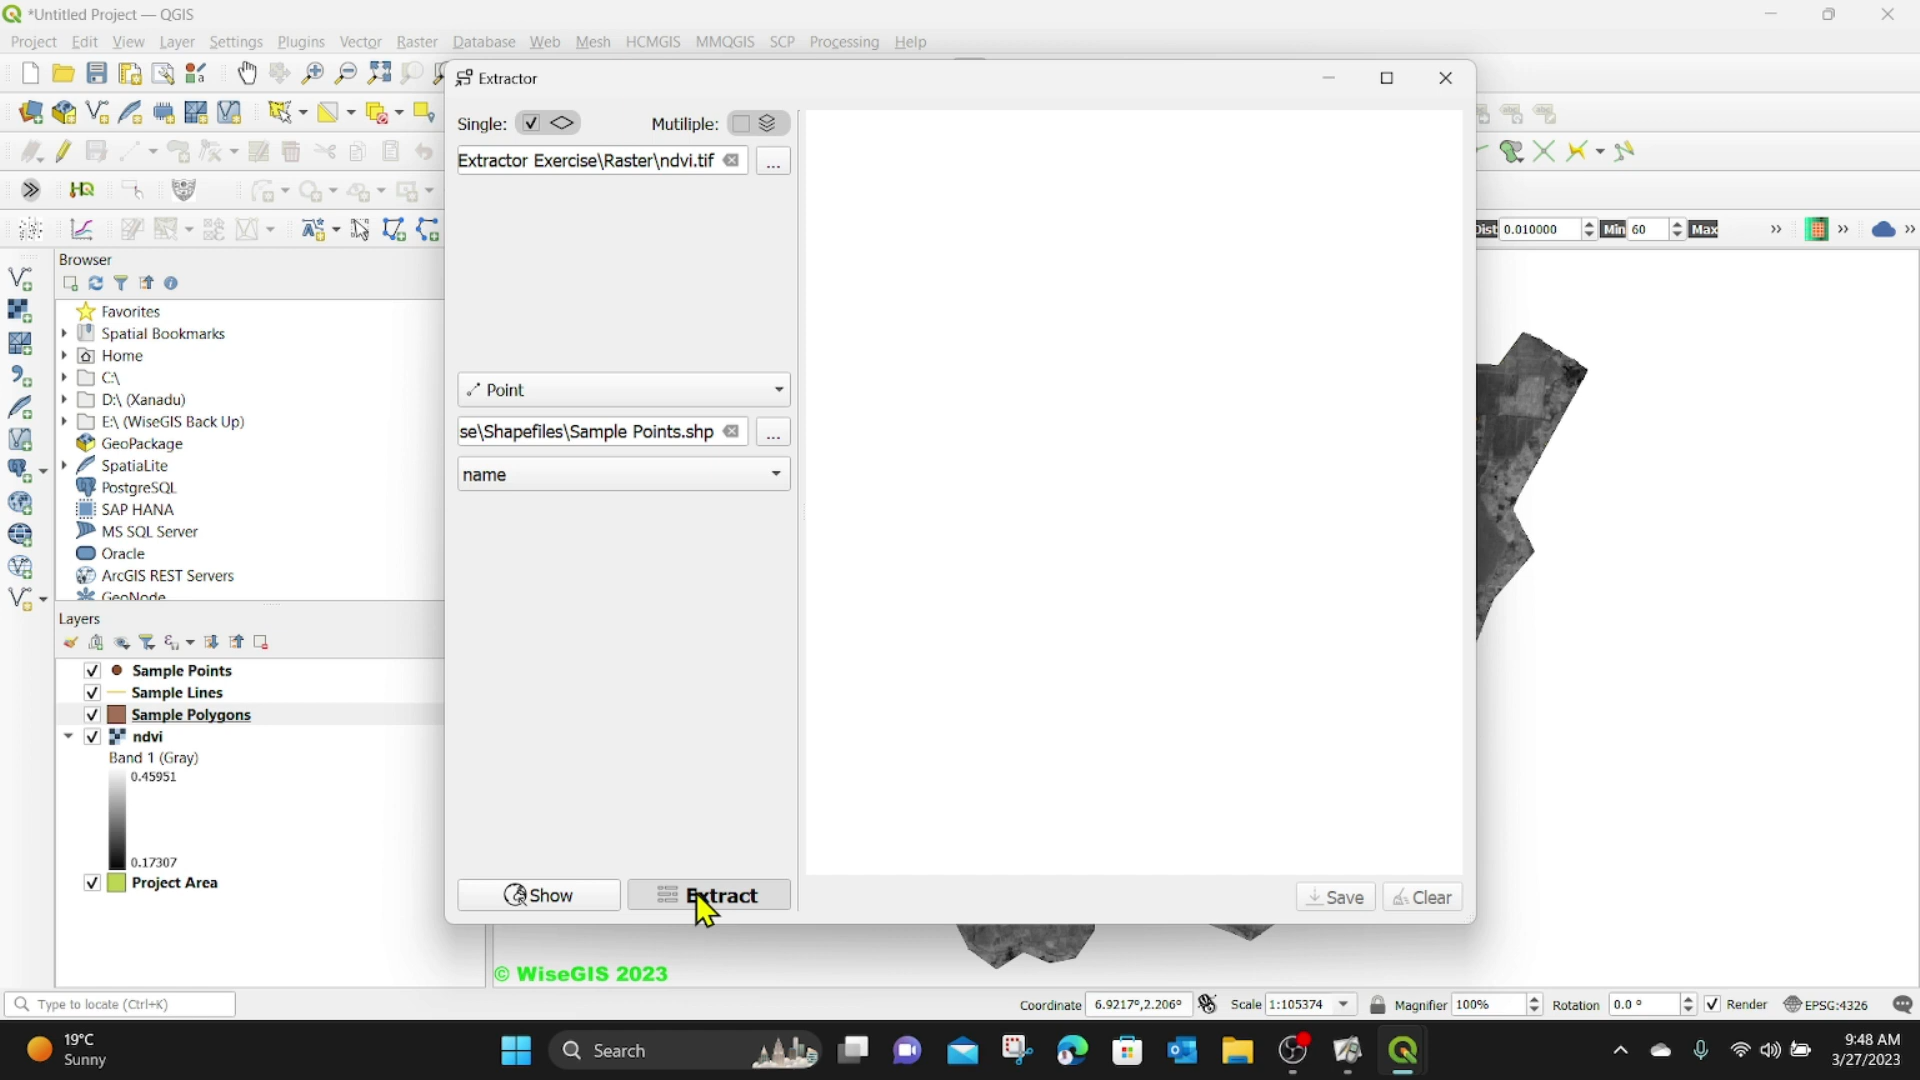 *Untitled Project — QGIS
Project Edit View Layer Settings Plugins Vector Raster Database Web Mesh HCMGIS MMQGIS SCP Processing Help
Extractor
Single: Mutiliple:
Extractor Exercise\Raster\ndvi.tif ...
Point
se\Shapefiles\Sample Points.shp ...
name
Show Extract
Save Clear
Dist 0.010000 Min 60 Max
Browser
Favorites
Spatial Bookmarks
Home
C:\
D:\ (Xanadu)
E:\ (WiseGIS Back Up)
GeoPackage
SpatiaLite
PostgreSQL
SAP HANA
MS SQL Server
Oracle
ArcGIS REST Servers
GeoNode
Layers
Sample Points
Sample Lines
Sample Polygons
ndvi
Band 1 (Gray)
0.45951
0.17307
Project Area
© WiseGIS 2023
Type to locate (Ctrl+K) Coordinate 6.9217°,2.206° Scale 1:105374 Magnifier 100% Rotation 0.0 ° Render EPSG:4326
19°C
Sunny
Search
9:48 AM
3/27/2023